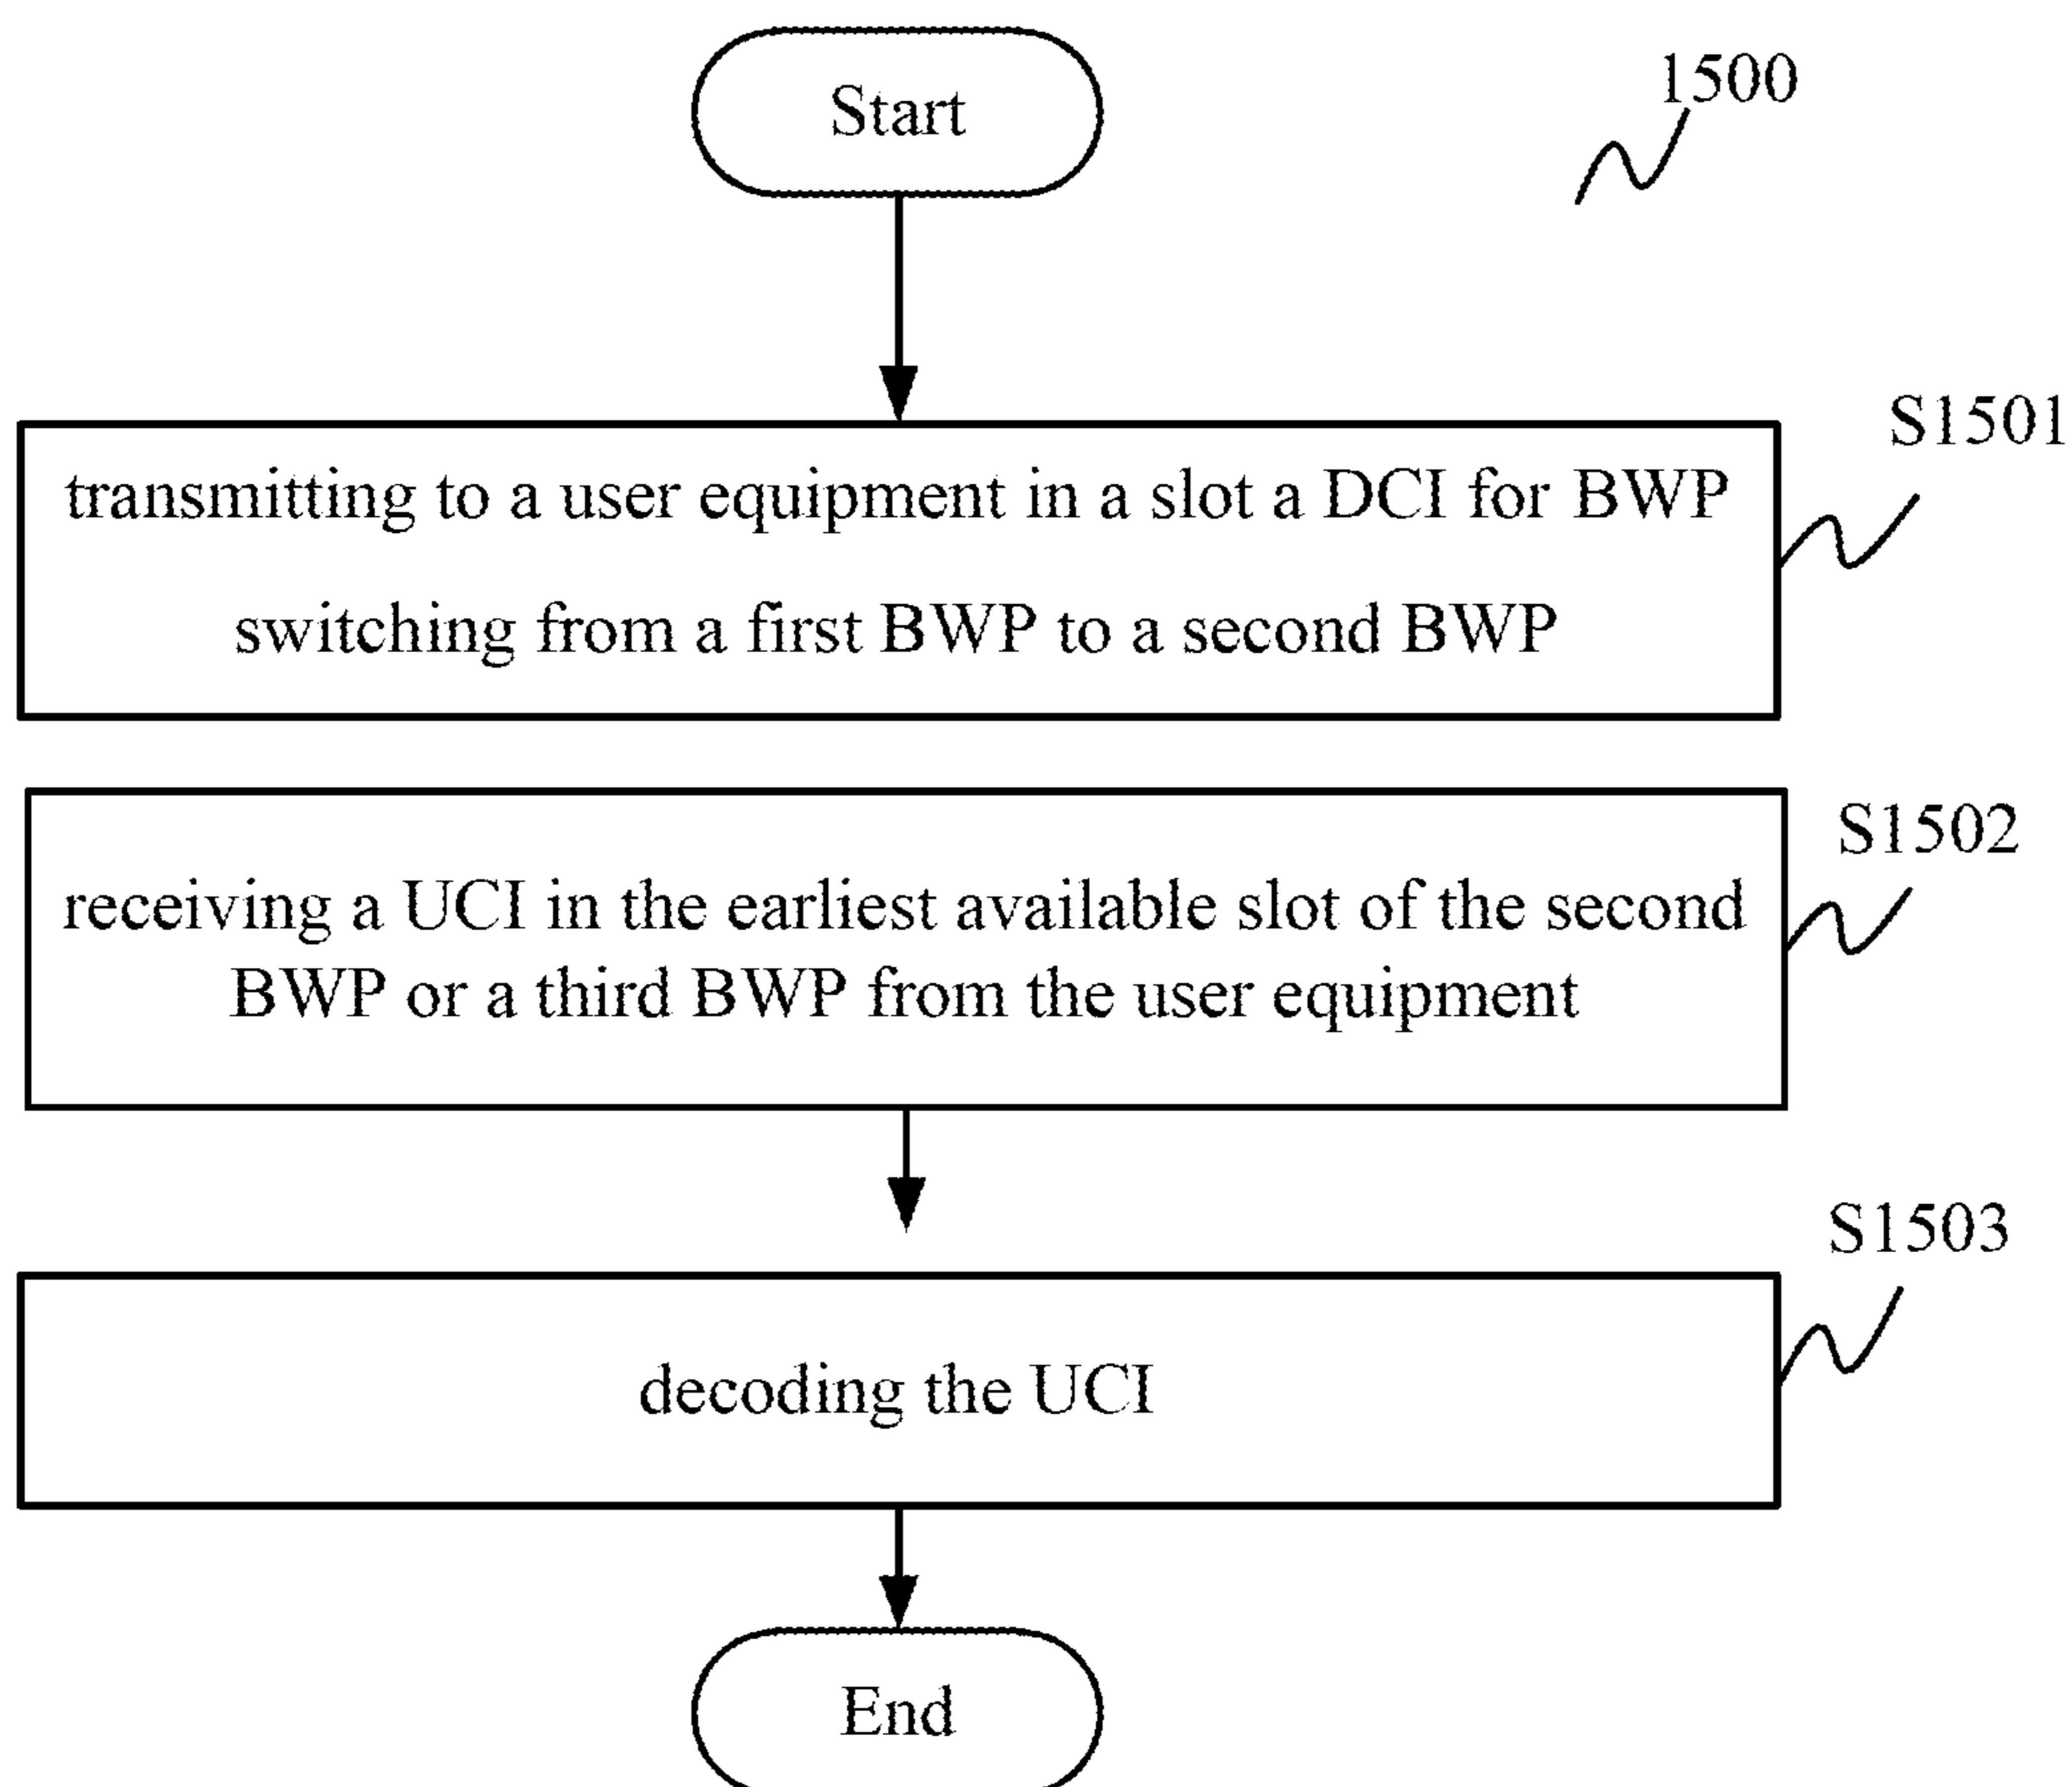 Start
1500
S1501
transmitting to a user equipment in a slot a DCI for BWP
switching from a first BWP to a second BWP
S1502
receiving a UCI in the earliest available slot of the second
BWP or a third BWP from the user equipment
S1503
decoding the UCI
End